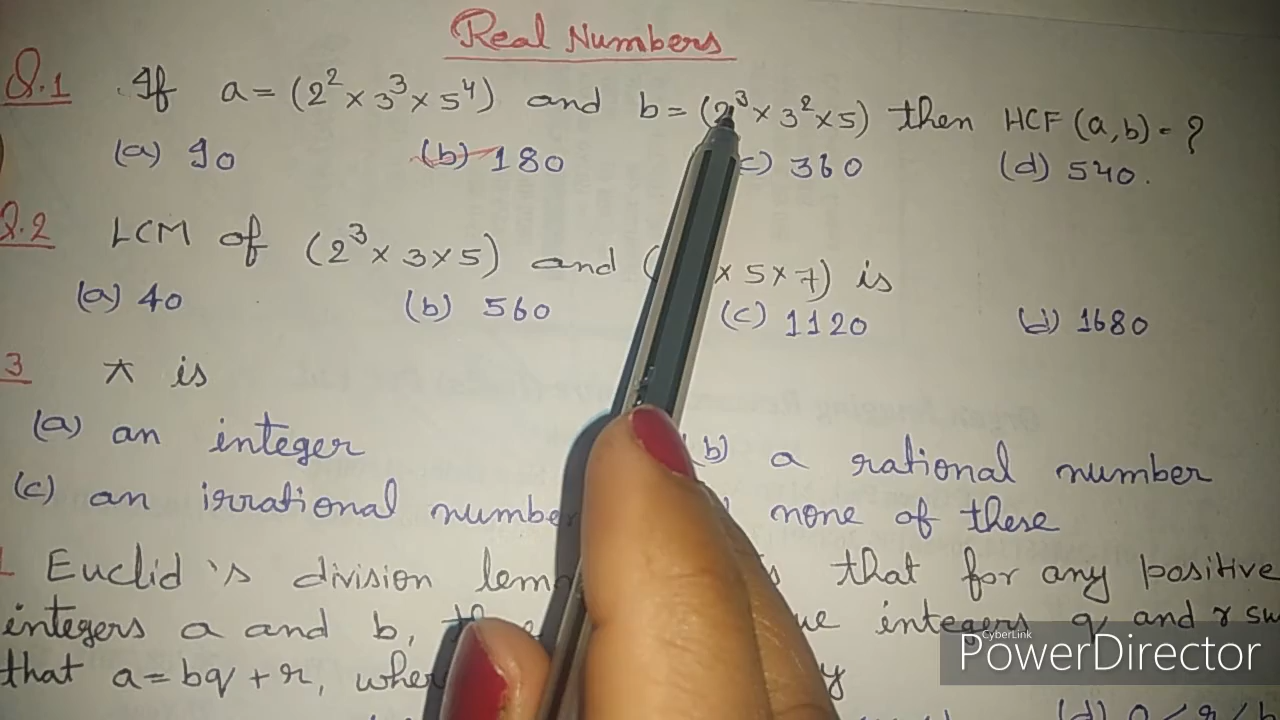 Real Numbers
Q.1 If a = (2² × 3³ × 5⁴) and b = (2³ × 3² × 5) then HCF (a, b) = ?
(a) 90 (b) 180 c) 360 (d) 540.
Q.2 LCM of (2³ × 3 × 5) and ( × 5 × 7) is
(a) 40 (b) 560 (c) 1120 (d) 1680
3 π is
(a) an integer (b) a rational number
(c) an irrational number none of these
Euclid's division that for any positive
integers a and b, integers q and r
that a = bq + r,
(d) 0 < r < b
CyberLink
PowerDirector